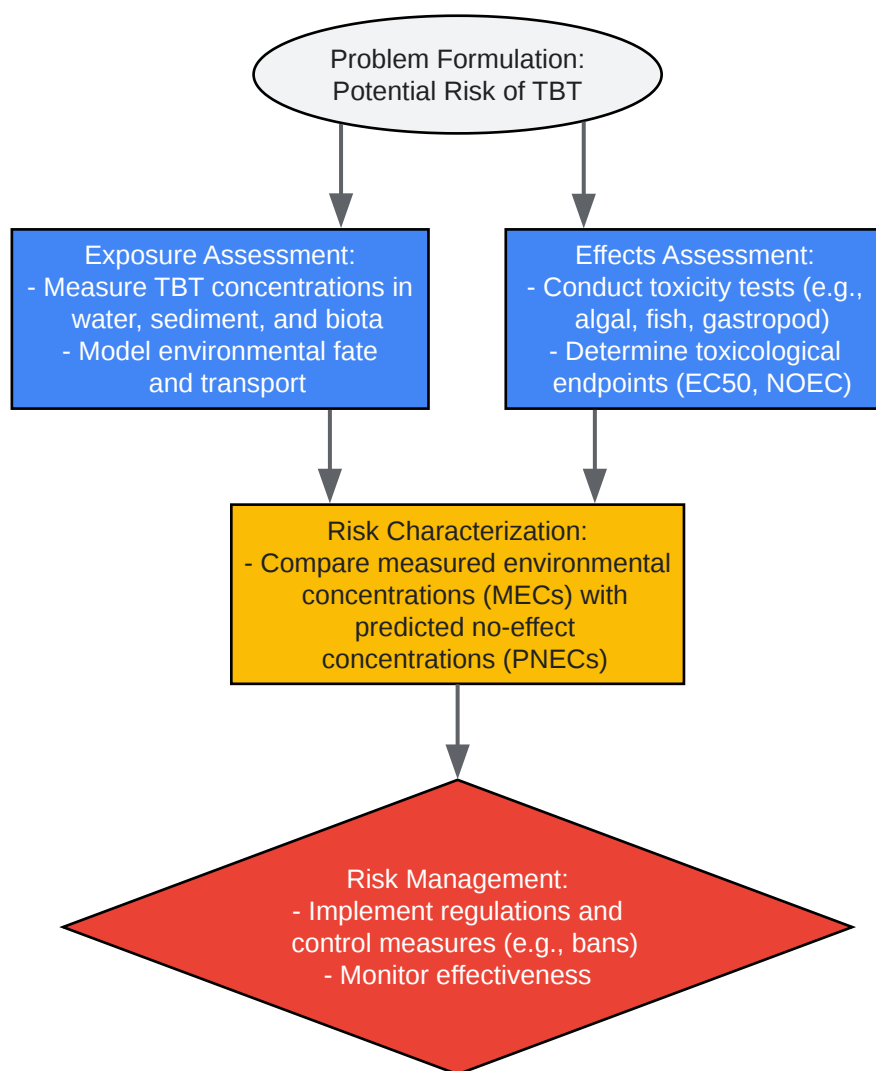 Problem Formulation:
Potential Risk of TBT
Exposure Assessment:
- Measure TBT concentrations in
water, sediment, and biota
- Model environmental fate
and transport
Effects Assessment:
- Conduct toxicity tests (e.g.,
algal, fish, gastropod)
- Determine toxicological
endpoints (EC50, NOEC)
Risk Characterization:
- Compare measured environmental
concentrations (MECs) with
predicted no-effect
concentrations (PNECs)
Risk Management:
- Implement regulations and
control measures (e.g., bans)
- Monitor effectiveness